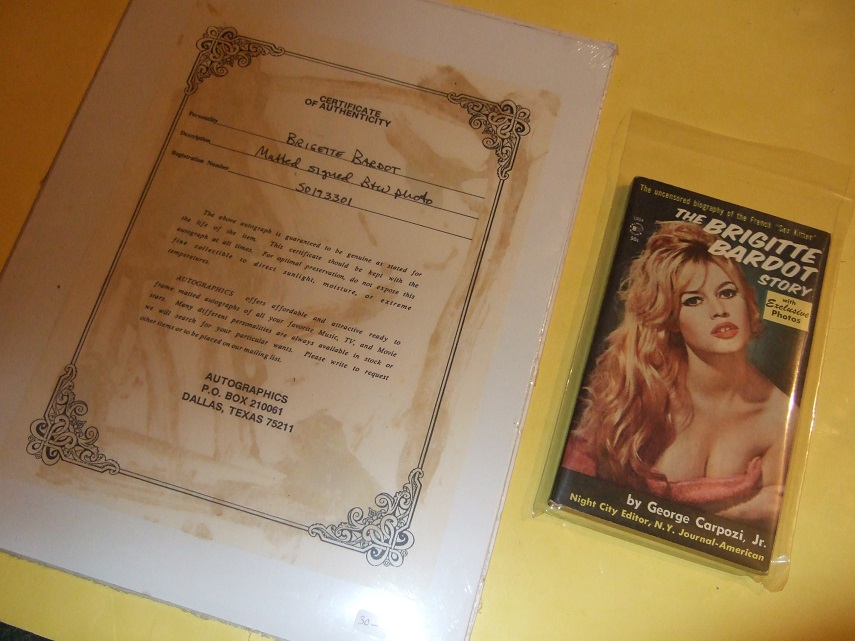 CERTIFICATE
OF AUTHENTICITY
Personality
BRIGETTE BARDOT
Description
Matted signed B+W photo
Registration Number
SO193301
The above autograph is guaranteed to be genuine as stated for
the life of the item. This certificate should be kept with the
autograph at all times. For optimal preservation, do not expose this
fine collectible to direct sunlight, moisture, or extreme
temperatures.
AUTOGRAPHICS offers affordable and attractive ready to
frame matted autographs of all your favorite Music, TV, and Movie
stars. Many different personalities are always available in stock or
we will search for your particular wants. Please write to request
other items or to be placed on our mailing list.
AUTOGRAPHICS
P.O. BOX 210061
DALLAS, TEXAS 75211
30-
The uncensored biography of the French "Sex Kitten"
50c
THE
BRIGITTE
BARDOT
STORY
with
Exclusive
Photos
by George Carpozi, Jr.
Night City Editor, N.Y. Journal-American